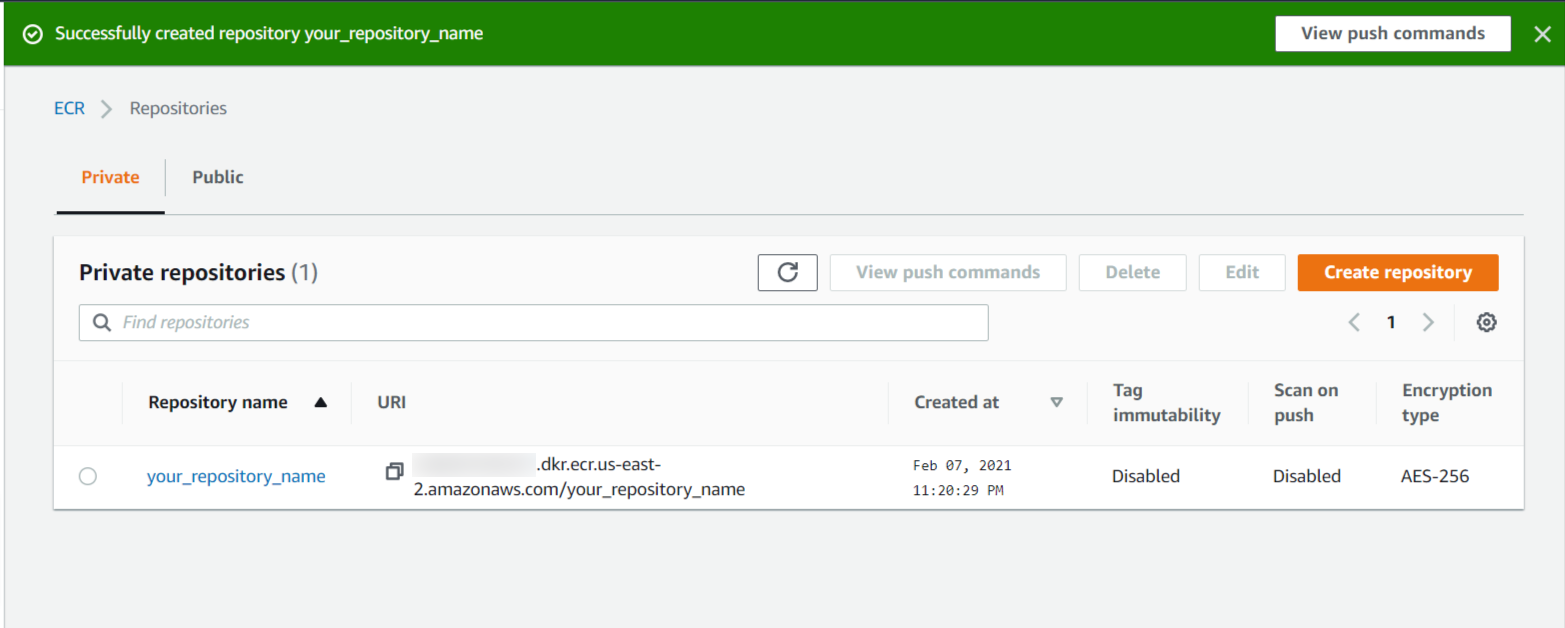 Successfully created repository your_repository_name
View push commands
ECR
Repositories
Private
Public
Private repositories (1)
View push commands
Delete
Edit
Create repository
Find repositories
1
Repository name
URI
Created at
Tag
immutability
Scan on
push
Encryption
type
your_repository_name
.dkr.ecr.us-east-
2.amazonaws.com/your_repository_name
Feb 07, 2021
11:20:29 PM
Disabled
Disabled
AES-256